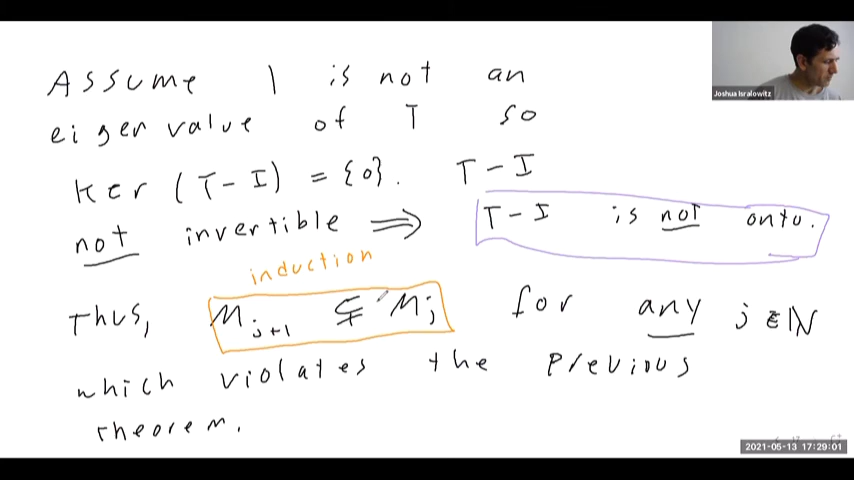 Joshua Isralowitz
Assume 1 is not an
eigenvalue of T so
Ker (T-I) = {0}. T-I
not invertible ⟹ T-I is not onto.
induction
Thus, M_{j+1} ⊊ M_j for any j ∈ ℕ
which violates the previous
theorem.
2021-05-13 17:29:01